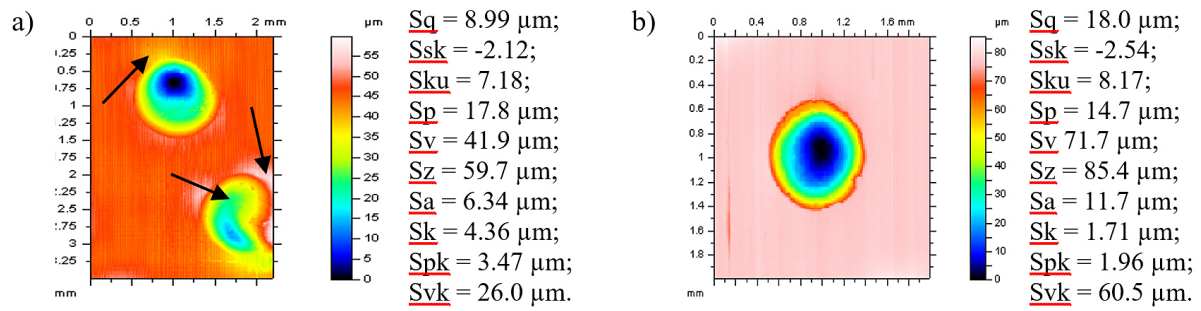 a)
0 1 2 mm
0
0.25
0.5
0.75
1
1.25
1.5
1.75
2
2.25
2.5
2.75
3
3.25
mm
µm
55
50
45
40
35
30
25
20
15
10
5
0
Sq = 8.99 µm;
Ssk = -2.12;
Sku = 7.18;
Sp = 17.8 µm;
Sv = 41.9 µm;
Sz = 59.7 µm;
Sa = 6.34 µm;
Sk = 4.36 µm;
Spk = 3.47 µm;
Svk = 26.0 µm.
b)
0 0.4 0.8 1.2 1.6 mm
0
0.2
0.4
0.6
0.8
1
1.2
1.4
1.6
1.8
mm
µm
80
70
60
50
40
30
20
10
0
Sq = 18.0 µm;
Ssk = -2.54;
Sku = 8.17;
Sp = 14.7 µm;
Sv 71.7 µm;
Sz = 85.4 µm;
Sa = 11.7 µm;
Sk = 1.71 µm;
Spk = 1.96 µm;
Svk = 60.5 µm.